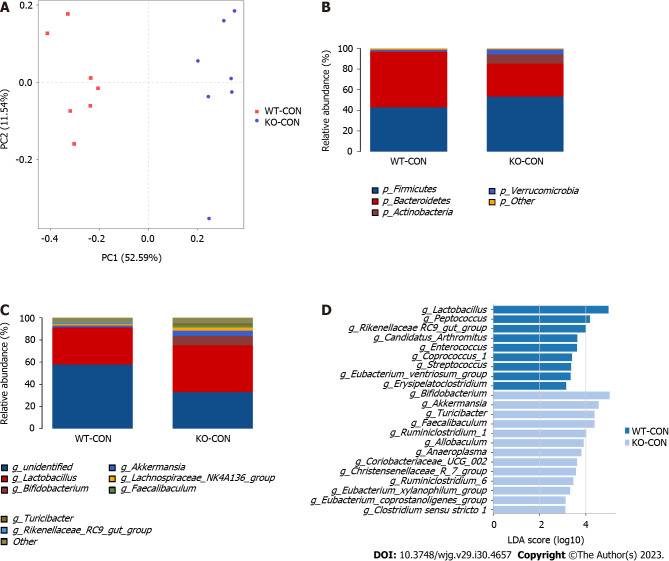 A
0.2
0.0
-0.2
PC2 (11.54%)
-0.4
-0.2
0.0
0.2
PC1 (52.59%)
WT-CON
KO-CON
B
100
80
60
40
20
0
Relative abundance (%)
WT-CON
KO-CON
p_Firmicutes
p_Bacteroidetes
p_Actinobacteria
p_Verrucomicrobia
p_Other
C
100
80
60
40
20
0
Relative abundance (%)
WT-CON
KO-CON
g_unidentified
g_Lactobacillus
g_Bifidobacterium
g_Akkermansia
g_Lachnospiraceae_NK4A136_group
g_Faecalibaculum
g_Turicibacter
g_Rikenellaceae_RC9_gut_group
Other
D
g_Lactobacillus
g_Peptococcus
g_Rikenellaceae RC9_gut_group
g_Candidatus_Arthromitus
g_Enterococcus
g_Coprococcus_1
g_Streptococcus
g_Eubacterium ventriosum_group
g_Erysipelatoclostridium
g_Bifidobacterium
g_Akkermansia
g_Turicibacter
g_Faecalibaculum
g_Ruminiclostridium_1
g_Allobaculum
g_Anaeroplasma
g_Coriobacteriaceae_UCG_002
g_Christensenellaceae_R_7_group
g_Ruminiclostridium_6
g_Eubacterium_xylanophilum_group
g_Eubacterium_coprostanoligenes_group
g_Clostridium sensu stricto 1
0
2
4
LDA score (log10)
WT-CON
KO-CON
DOI: 10.3748/wjg.v29.i30.4657 Copyright ©The Author(s) 2023.